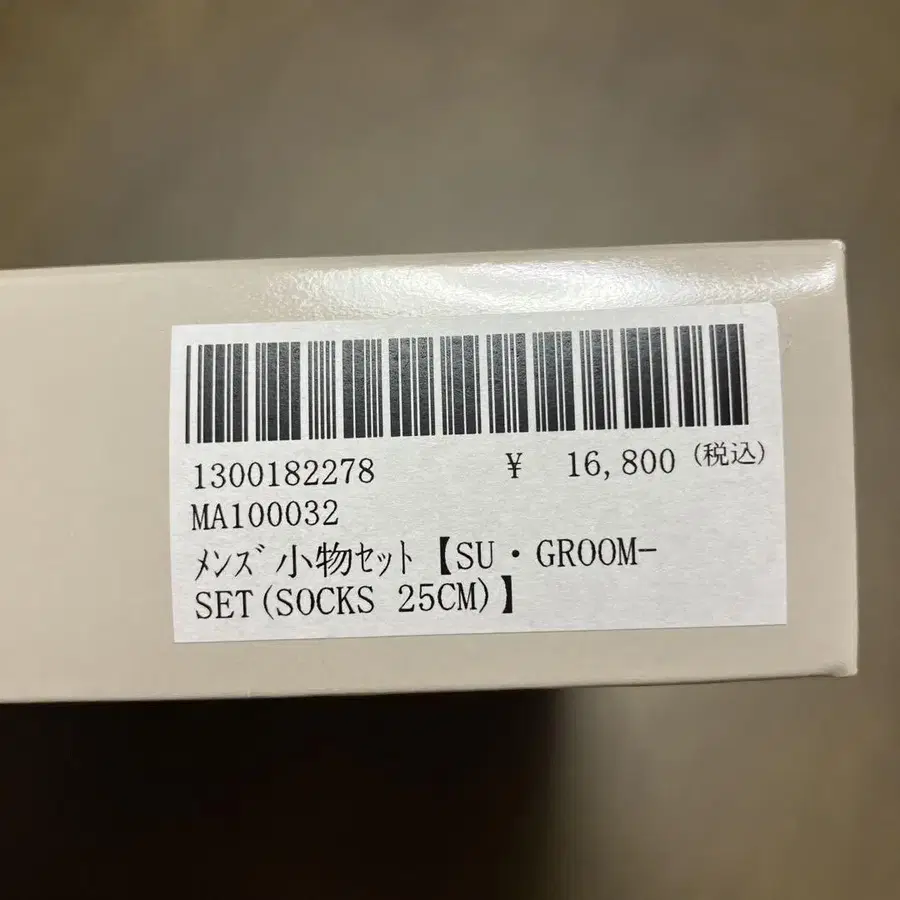 1300182278 ¥ 16,800 (税込)
MA100032
ﾒﾝｽﾞ小物ｾｯﾄ【SU・GROOM-
SET(SOCKS 25CM)】